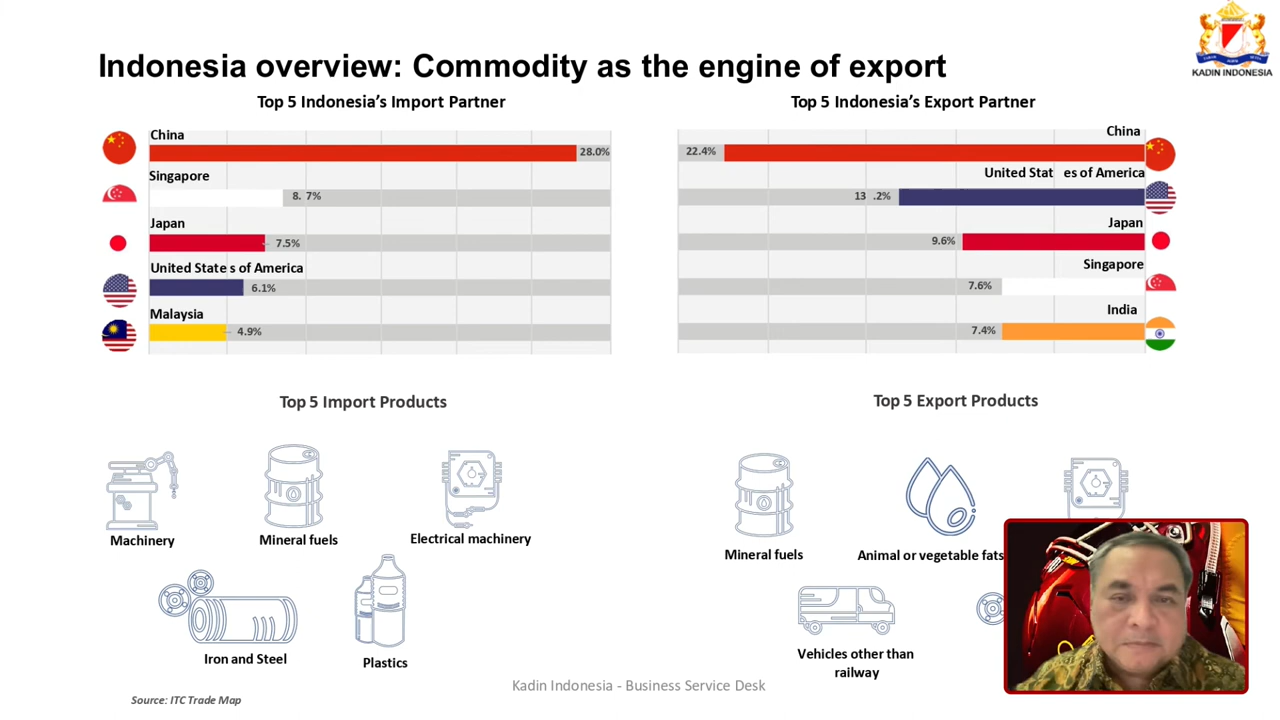 KADIN INDONESIA
Indonesia overview: Commodity as the engine of export
Top 5 Indonesia's Import Partner
China
28.0%
Singapore
8. 7%
Japan
7.5%
United State s of America
6.1%
Malaysia
4.9%
Top 5 Indonesia's Export Partner
China
22.4%
United Stat es of America
13 .2%
Japan
9.6%
Singapore
7.6%
India
7.4%
Top 5 Import Products
Machinery
Mineral fuels
Electrical machinery
Iron and Steel
Plastics
Top 5 Export Products
Mineral fuels
Animal or vegetable fats
Vehicles other than
railway
Kadin Indonesia - Business Service Desk
Source: ITC Trade Map